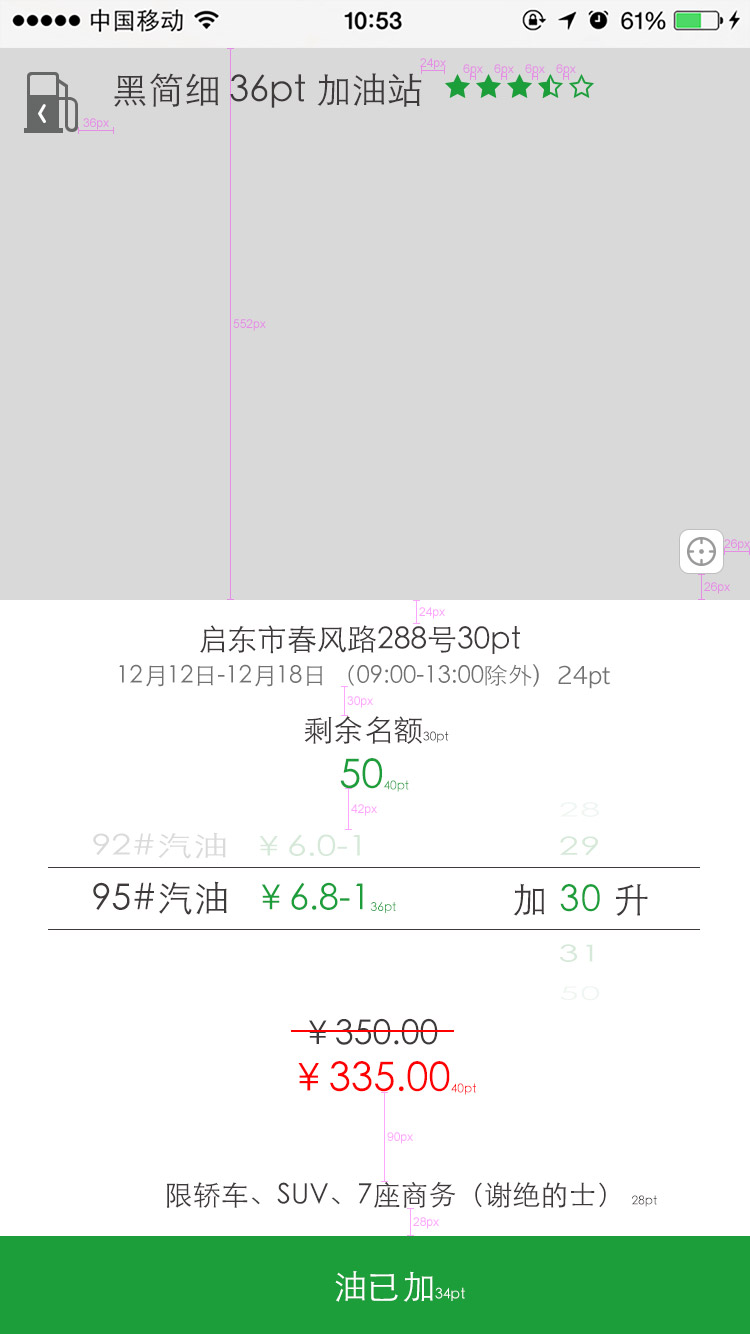 中国移动 10:53 61%
24px 6px 6px 6px 6px
黑简细 36pt 加油站
36px
552px
26px
26px
24px
启东市春风路288号30pt
12月12日-12月18日 （09:00-13:00除外） 24pt
30px
剩余名额30pt
50 40pt
42px
28
92#汽油 ¥ 6.0-1 29
95#汽油 ¥ 6.8-1 36pt 加 30 升
31
50
¥ 350.00
¥ 335.00 40pt
90px
限轿车、SUV、7座商务（谢绝的士） 28pt
28px
油已加34pt